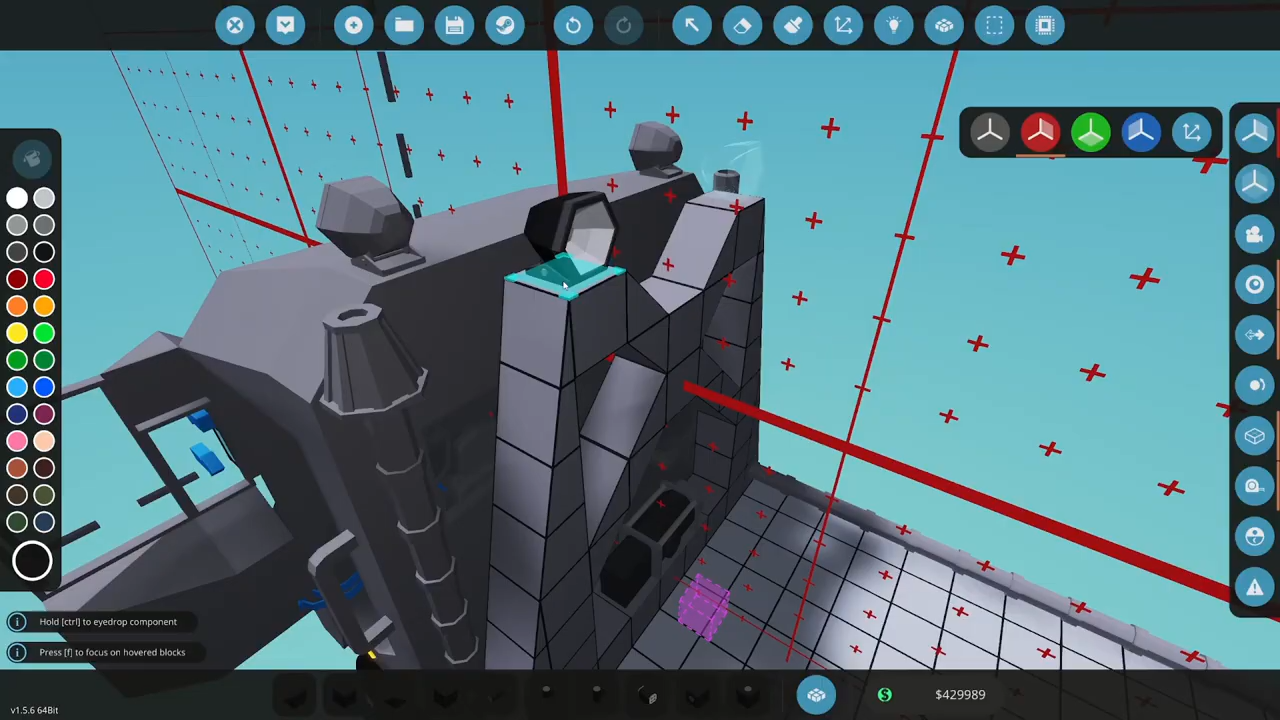 Hold [ctrl] to eyedrop component
Press [f] to focus on hovered blocks
$ $429989
v1.5.6 64Bit